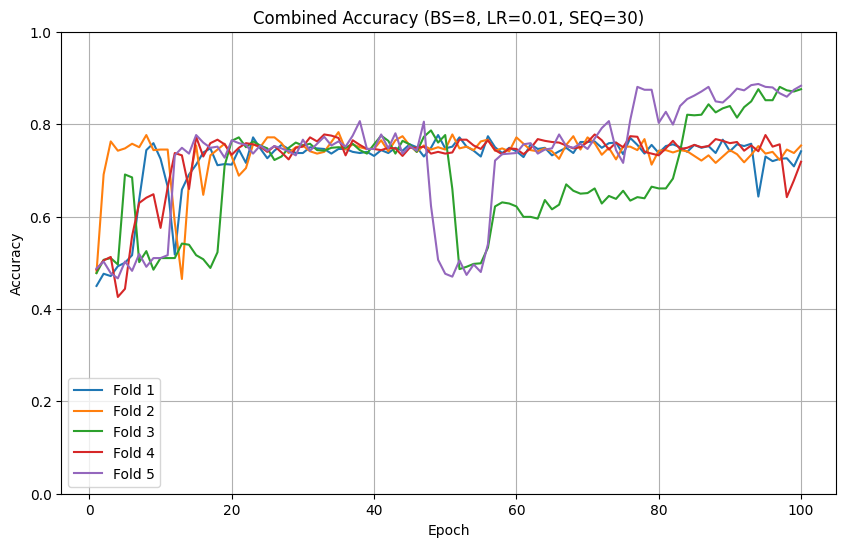 Combined Accuracy (BS=8, LR=0.01, SEQ=30)
1.0
0.8
0.6
0.4
0.2
0.0
Accuracy
Fold 1
Fold 2
Fold 3
Fold 4
Fold 5
0 20 40 60 80 100
Epoch